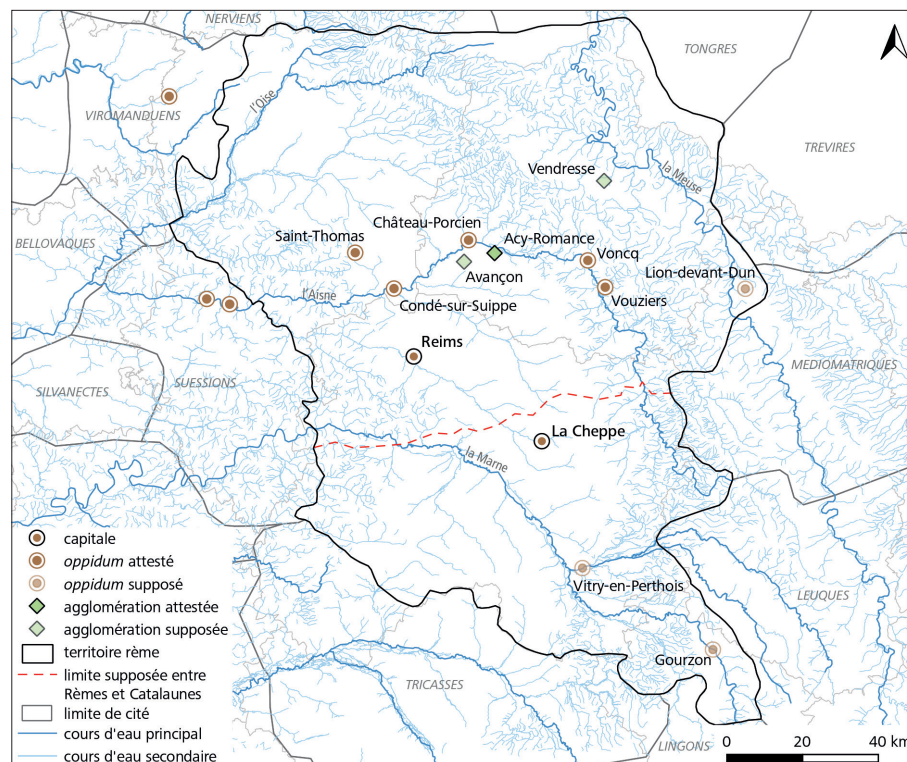 NERVIENS
TONGRES
l'Oise
VIROMANDUENS
TREVIRES
Vendresse
la Meuse
Château-Porcien
Saint-Thomas
Acy-Romance
BELLOVAQUES
Voncq
Avançon
Lion-devant-Dun
l'Aisne
Vouziers
Condé-sur-Suippe
Reims
MEDIOMATRIQUES
SUESSIONS
SILVANECTES
La Cheppe
la Marne
capitale
oppidum attesté
oppidum supposé
Vitry-en-Perthois
LEUQUES
agglomération attestée
agglomération supposée
territoire rème
Gourzon
limite supposée entre
Rèmes et Catalaunes
TRICASSES
limite de cité
cours d'eau principal
LINGONS
cours d'eau secondaire
0 20 40 km